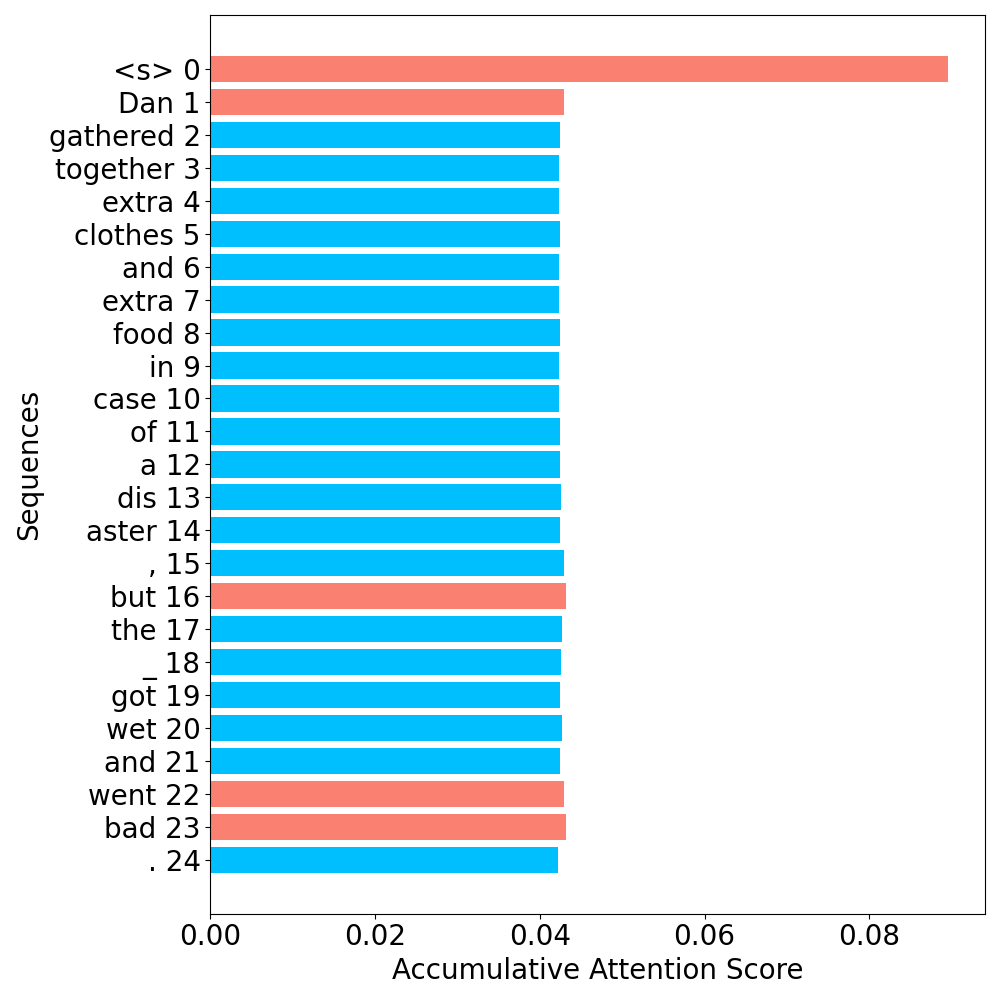 <s> 0
Dan 1
gathered 2
together 3
extra 4
clothes 5
and 6
extra 7
food 8
in 9
case 10
of 11
a 12
dis 13
aster 14
, 15
but 16
the 17
_ 18
got 19
wet 20
and 21
went 22
bad 23
. 24
Sequences
0.00 0.02 0.04 0.06 0.08
Accumulative Attention Score